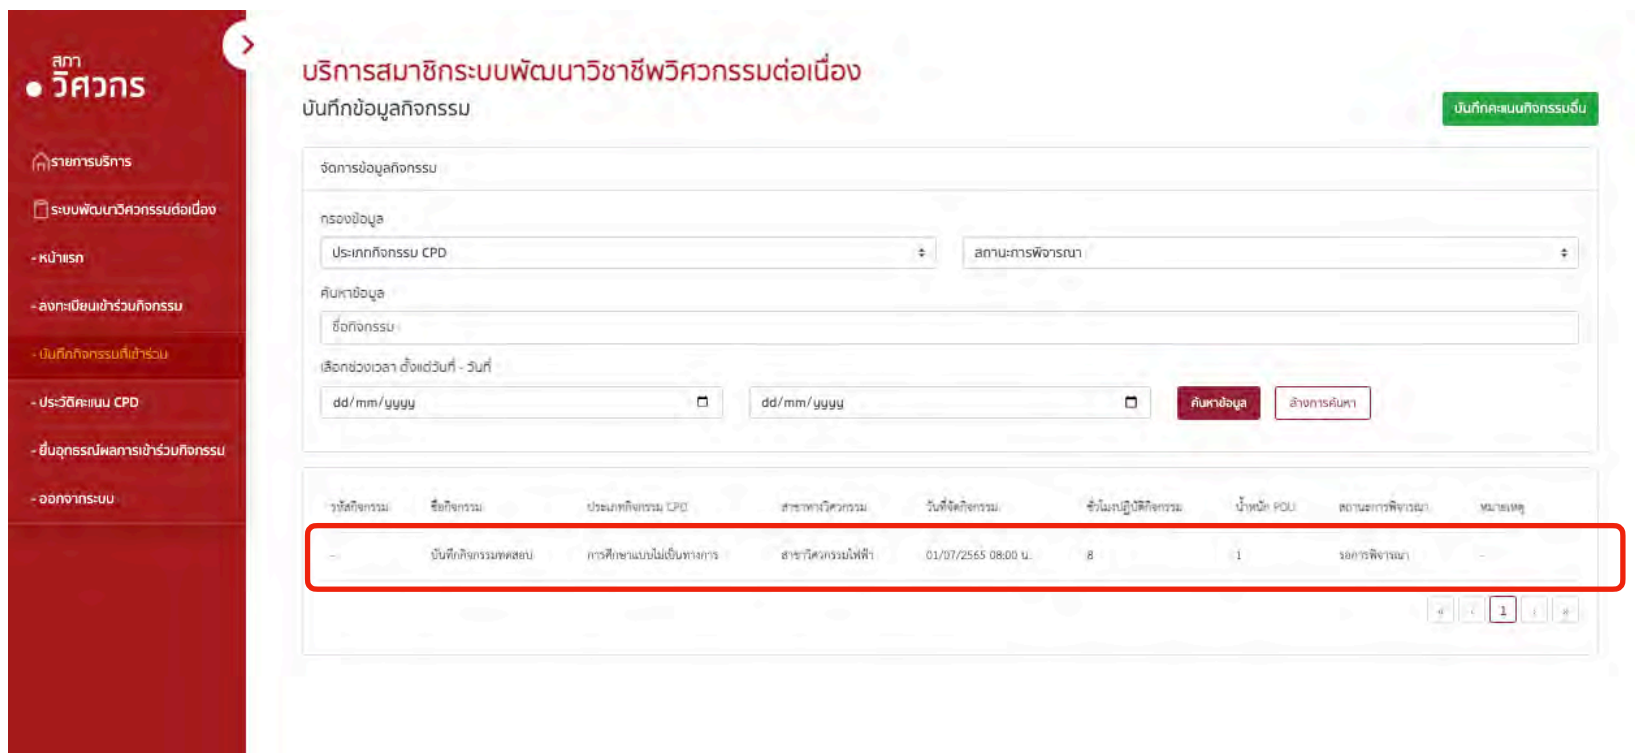 สภา
วิศวกร
รายการบริการ
ระบบพัฒนาวิศวกรรมต่อเนื่อง
- หน้าแรก
- ลงทะเบียนเข้าร่วมกิจกรรม
- บันทึกกิจกรรมที่เข้าร่วม
- ประวัติคะแนน CPD
- ยื่นอุทธรณ์ผลการเข้าร่วมกิจกรรม
- ออกจากระบบ
บริการสมาชิกระบบพัฒนาวิชาชีพวิศวกรรมต่อเนื่อง
บันทึกข้อมูลกิจกรรม
บันทึกคะแนนกิจกรรมอื่น
จัดการข้อมูลกิจกรรม
กรองข้อมูล
ประเภทกิจกรรม CPD สถานะการพิจารณา
ค้นหาข้อมูล
ชื่อกิจกรรม
เลือกช่วงเวลา ตั้งแต่วันที่ - วันที่
dd/mm/yyyy dd/mm/yyyy ค้นหาข้อมูล ล้างการค้นหา
รหัสกิจกรรม ชื่อกิจกรรม ประเภทกิจกรรม CPD สาขาทางวิศวกรรม วันที่จัดกิจกรรม ชั่วโมงปฏิบัติกิจกรรม น้ำหนัก PDU สถานะการพิจารณา หมายเหตุ
- บันทึกกิจกรรมทดสอบ การศึกษาแบบไม่เป็นทางการ สาขาวิศวกรรมไฟฟ้า 01/07/2565 08:00 น. 8 1 รอการพิจารณา -
« ‹ 1 › »